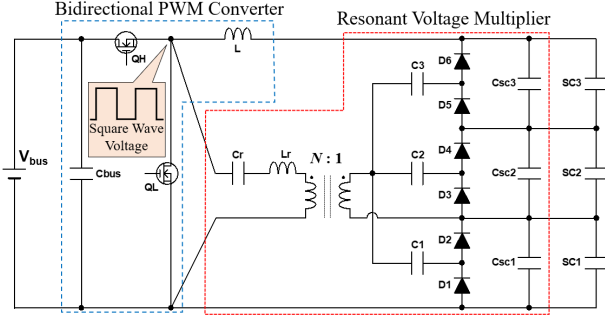 Bidirectional PWM Converter
Resonant Voltage Multiplier
QH
L
D6
C3
Csc3
SC3
D5
Square Wave
Voltage
Vbus
Cbus
QL
Cr
Lr
N : 1
D4
C2
Csc2
SC2
D3
D2
C1
Csc1
SC1
D1